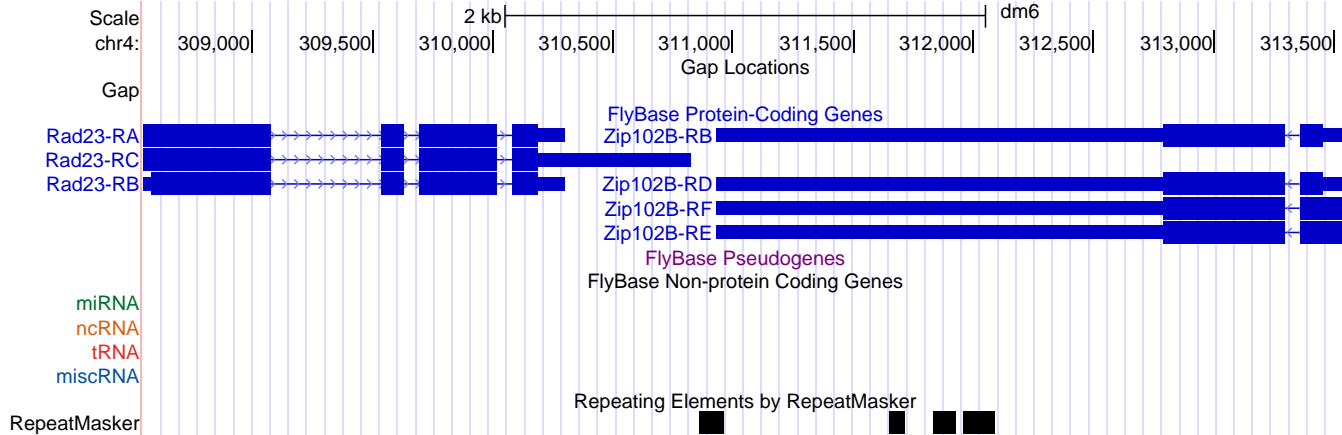 Scale 2 kb dm6
chr4: 309,000 309,500 310,000 310,500 311,000 311,500 312,000 312,500 313,000 313,500
Gap Locations
Gap
FlyBase Protein-Coding Genes
Rad23-RA Zip102B-RB
Rad23-RC
Rad23-RB Zip102B-RD
Zip102B-RF
Zip102B-RE
FlyBase Pseudogenes
FlyBase Non-protein Coding Genes
miRNA
ncRNA
tRNA
miscRNA
Repeating Elements by RepeatMasker
RepeatMasker